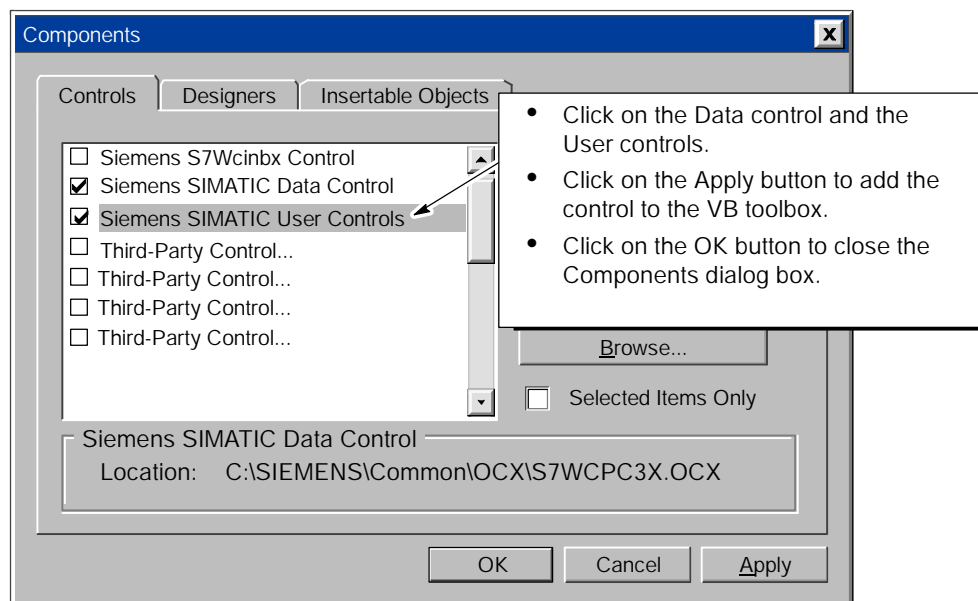 Components
Controls
Designers
Insertable Objects
Siemens S7Wcinbx Control
Siemens SIMATIC Data Control
Siemens SIMATIC User Controls
Third-Party Control...
Third-Party Control...
Third-Party Control...
Third-Party Control...
• Click on the Data control and the
User controls.
• Click on the Apply button to add the
control to the VB toolbox.
• Click on the OK button to close the
Components dialog box.
Browse...
Selected Items Only
Siemens SIMATIC Data Control
Location: C:\SIEMENS\Common\OCX\S7WCPC3X.OCX
OK
Cancel
Apply